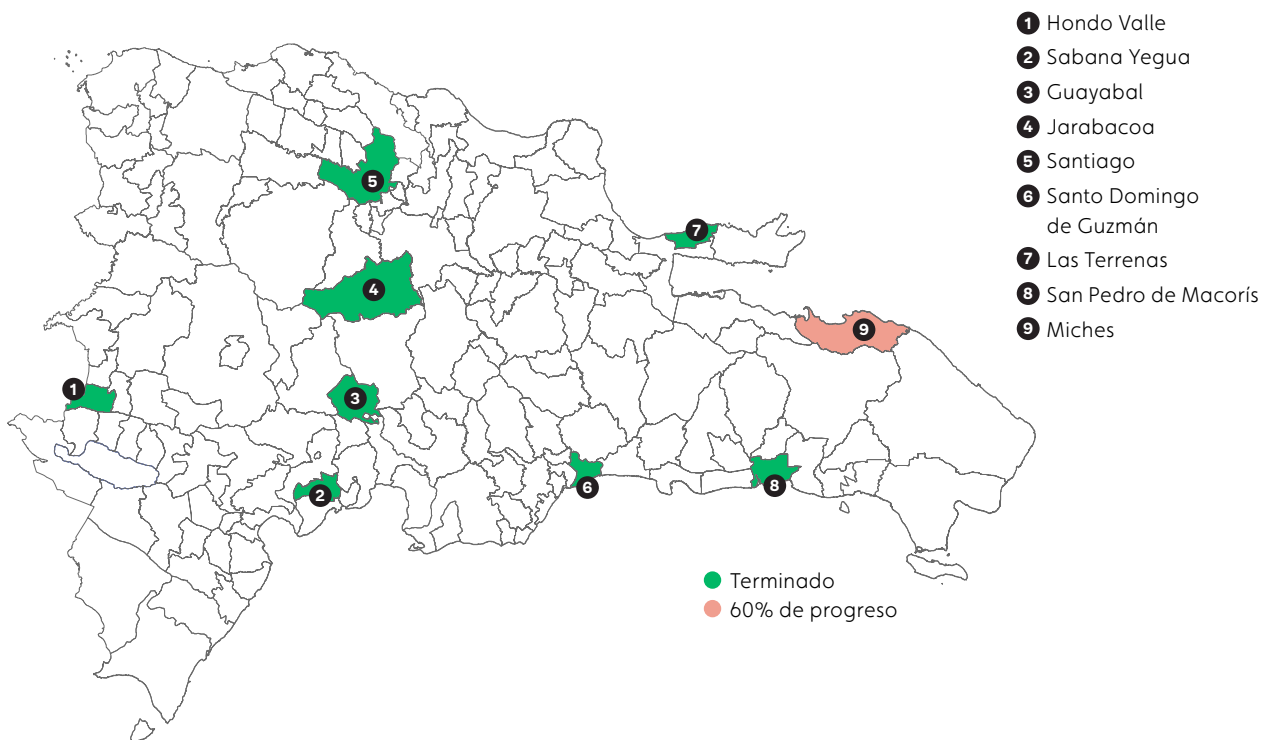 1 Hondo Valle
2 Sabana Yegua
3 Guayabal
4 Jarabacoa
5 Santiago
6 Santo Domingo
de Guzmán
7 Las Terrenas
8 San Pedro de Macorís
9 Miches
5
7
4
9
1
3
2
6
8
Terminado
60% de progreso